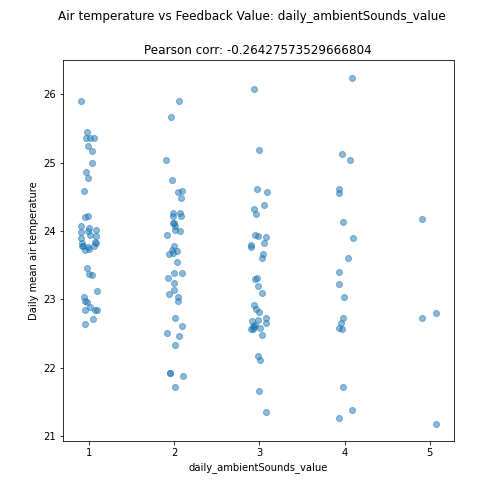 Air temperature vs Feedback Value: daily_ambientSounds_value
Pearson corr: -0.26427573529666804
26
25
24
23
22
21
Daily mean air temperature
1 2 3 4 5
daily_ambientSounds_value